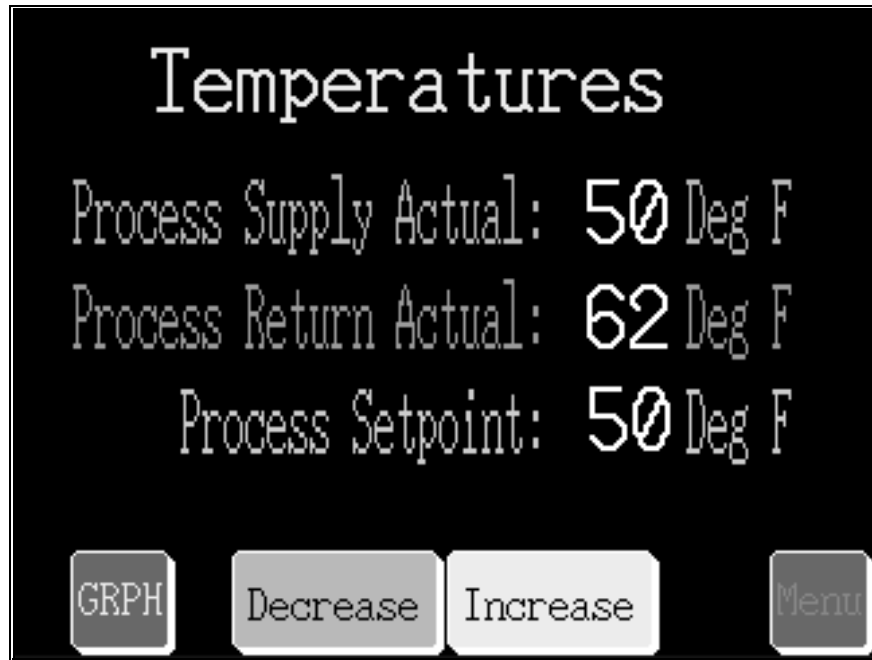 Temperatures
Process Supply Actual: 50 Deg F
Process Return Actual: 62 Deg F
Process Setpoint: 50 Deg F
GRPH Decrease Increase Menu